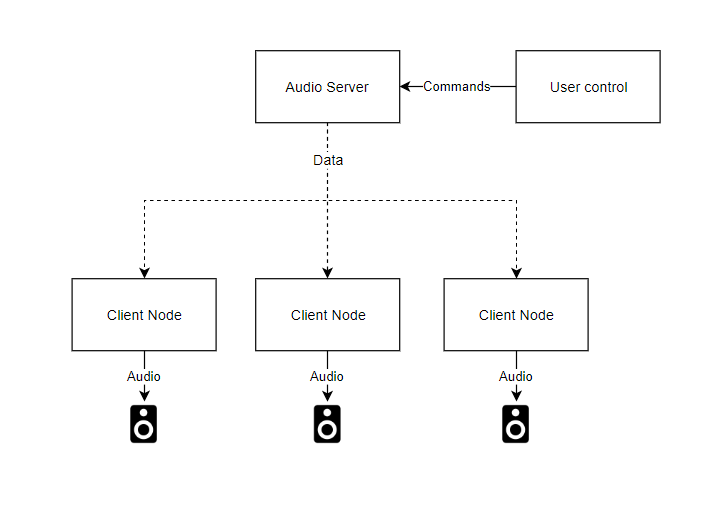 Audio Server
Commands
User control
Data
Client Node
Client Node
Client Node
Audio
Audio
Audio